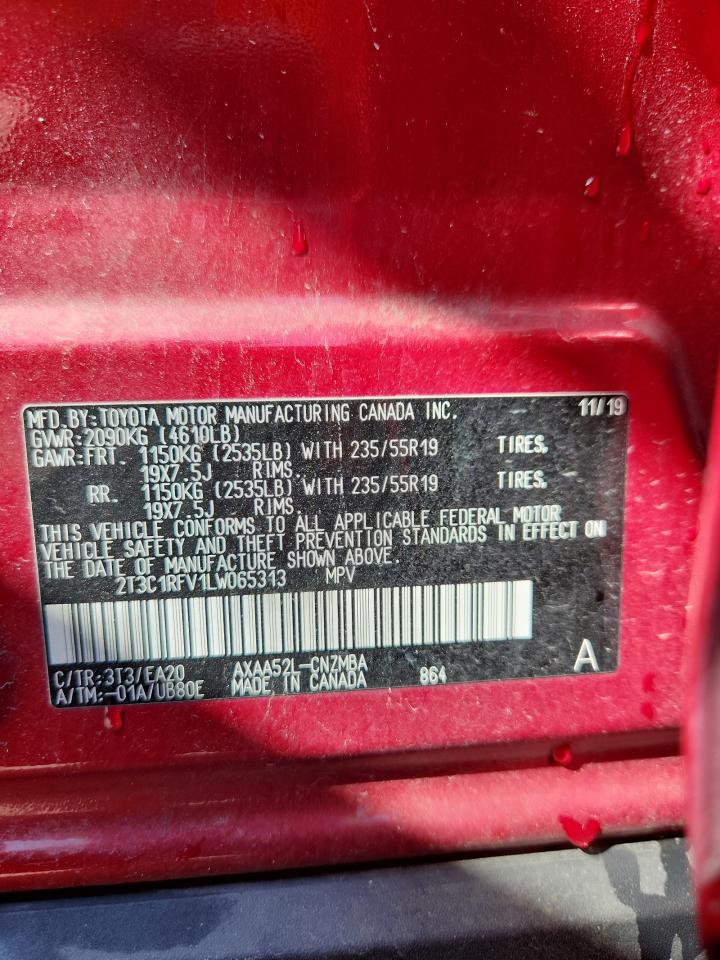 MFD.BY:TOYOTA MOTOR MANUFACTURING CANADA INC. 11/19
GVWR:2090KG (4610LB)
GAWR:FRT. 1150KG (2535LB) WITH 235/55R19 TIRES,
19X7.5J RIMS.
RR. 1150KG (2535LB) WITH 235/55R19 TIRES,
19X7.5J RIMS.
THIS VEHICLE CONFORMS TO ALL APPLICABLE FEDERAL MOTOR
VEHICLE SAFETY AND THEFT PREVENTION STANDARDS IN EFFECT ON
THE DATE OF MANUFACTURE SHOWN ABOVE.
2T3C1RFV1LW065313 MPV
C/TR:3T3/EA20 AXAA52L-CNZMBA A
A/TM:-01A/UB80E MADE IN CANADA 864